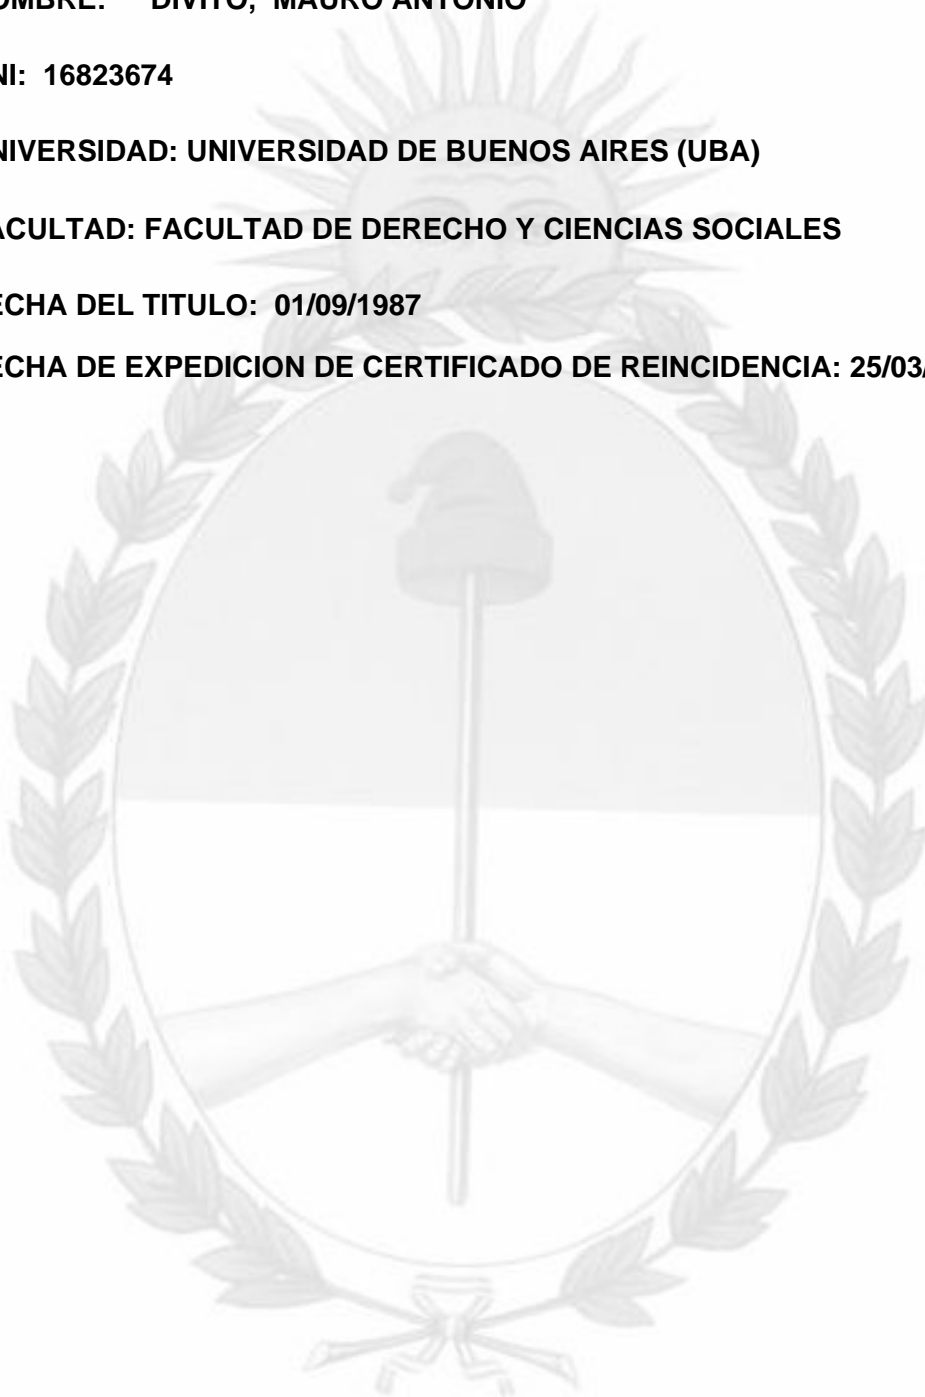 OMBRE: DIVITO, MAURO ANTONIO
NI: 16823674
NIVERSIDAD: UNIVERSIDAD DE BUENOS AIRES (UBA)
ACULTAD: FACULTAD DE DERECHO Y CIENCIAS SOCIALES
ECHA DEL TITULO: 01/09/1987
ECHA DE EXPEDICION DE CERTIFICADO DE REINCIDENCIA: 25/03/